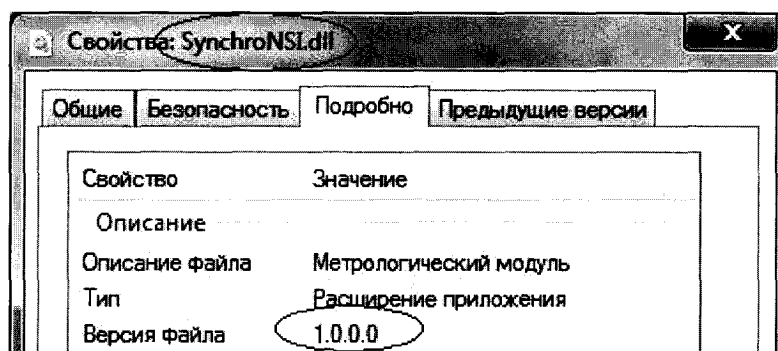 Свойства: SynchroNSI.dll
X
Общие Безопасность Подробно Предыдущие версии
Свойство Значение
Описание
Описание файла Метрологический модуль
Тип Расширение приложения
Версия файла 1.0.0.0